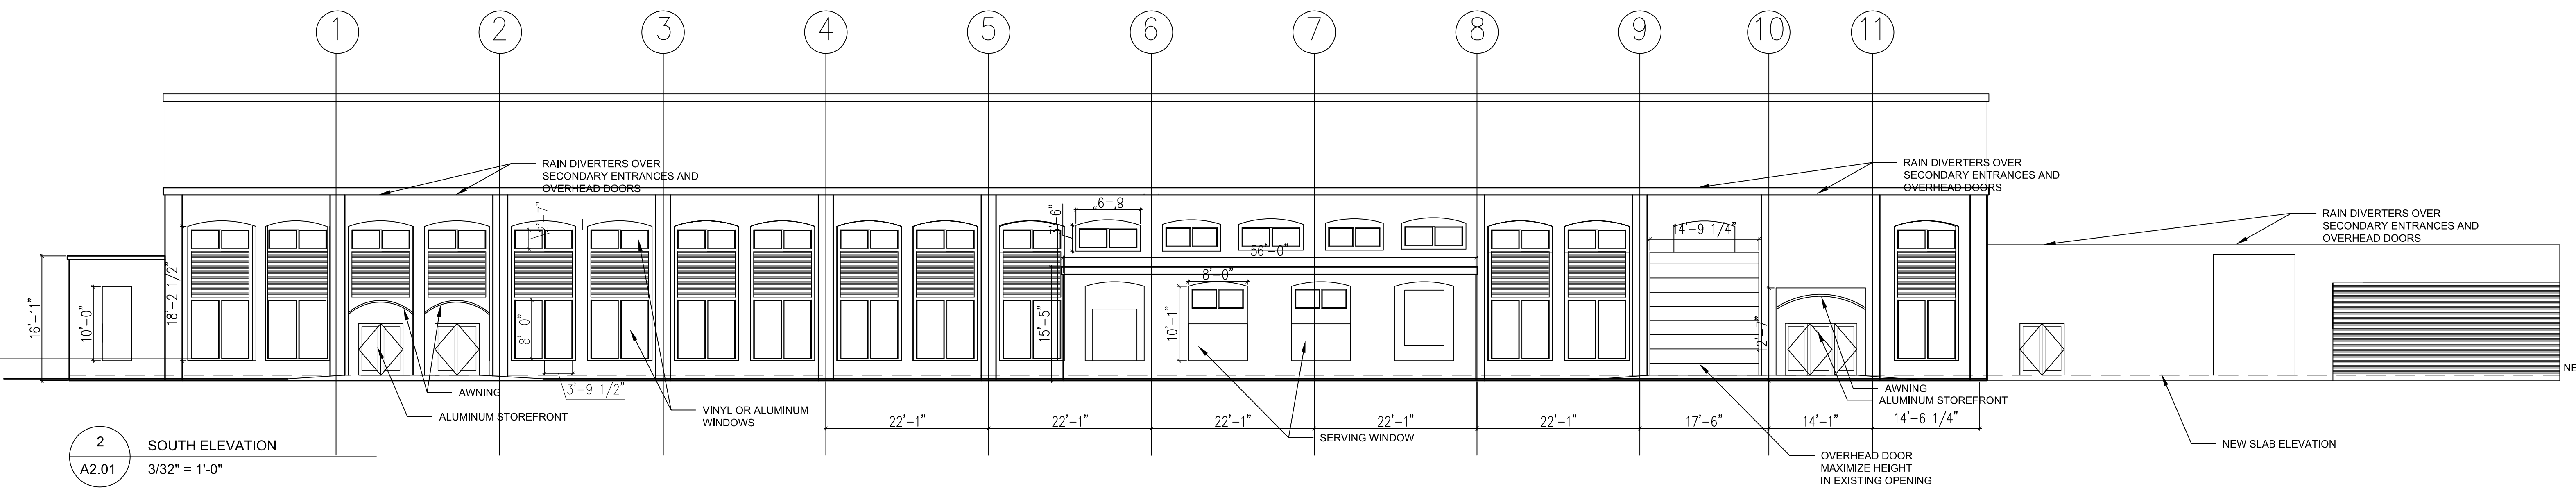 1
2
3
4
5
6
7
8
9
10
11
RAIN DIVERTERS OVER
SECONDARY ENTRANCES AND
OVERHEAD DOORS
RAIN DIVERTERS OVER
SECONDARY ENTRANCES AND
OVERHEAD DOORS
RAIN DIVERTERS OVER
SECONDARY ENTRANCES AND
OVERHEAD DOORS
16'-11"
10'-0"
18'-2 1/2"
2'-7"
8'-0"
3'-9 1/2"
3'-6"
56'-0"
15'-5"
8'-0"
10'-1"
14'-9 1/4"
12'-7"
AWNING
ALUMINUM STOREFRONT
VINYL OR ALUMINUM
WINDOWS
SERVING WINDOW
AWNING
ALUMINUM STOREFRONT
OVERHEAD DOOR
MAXIMIZE HEIGHT
IN EXISTING OPENING
NEW SLAB ELEVATION
NE
22'-1"
22'-1"
22'-1"
22'-1"
22'-1"
17'-6"
14'-1"
14'-6 1/4"
2
A2.01
SOUTH ELEVATION
3/32" = 1'-0"